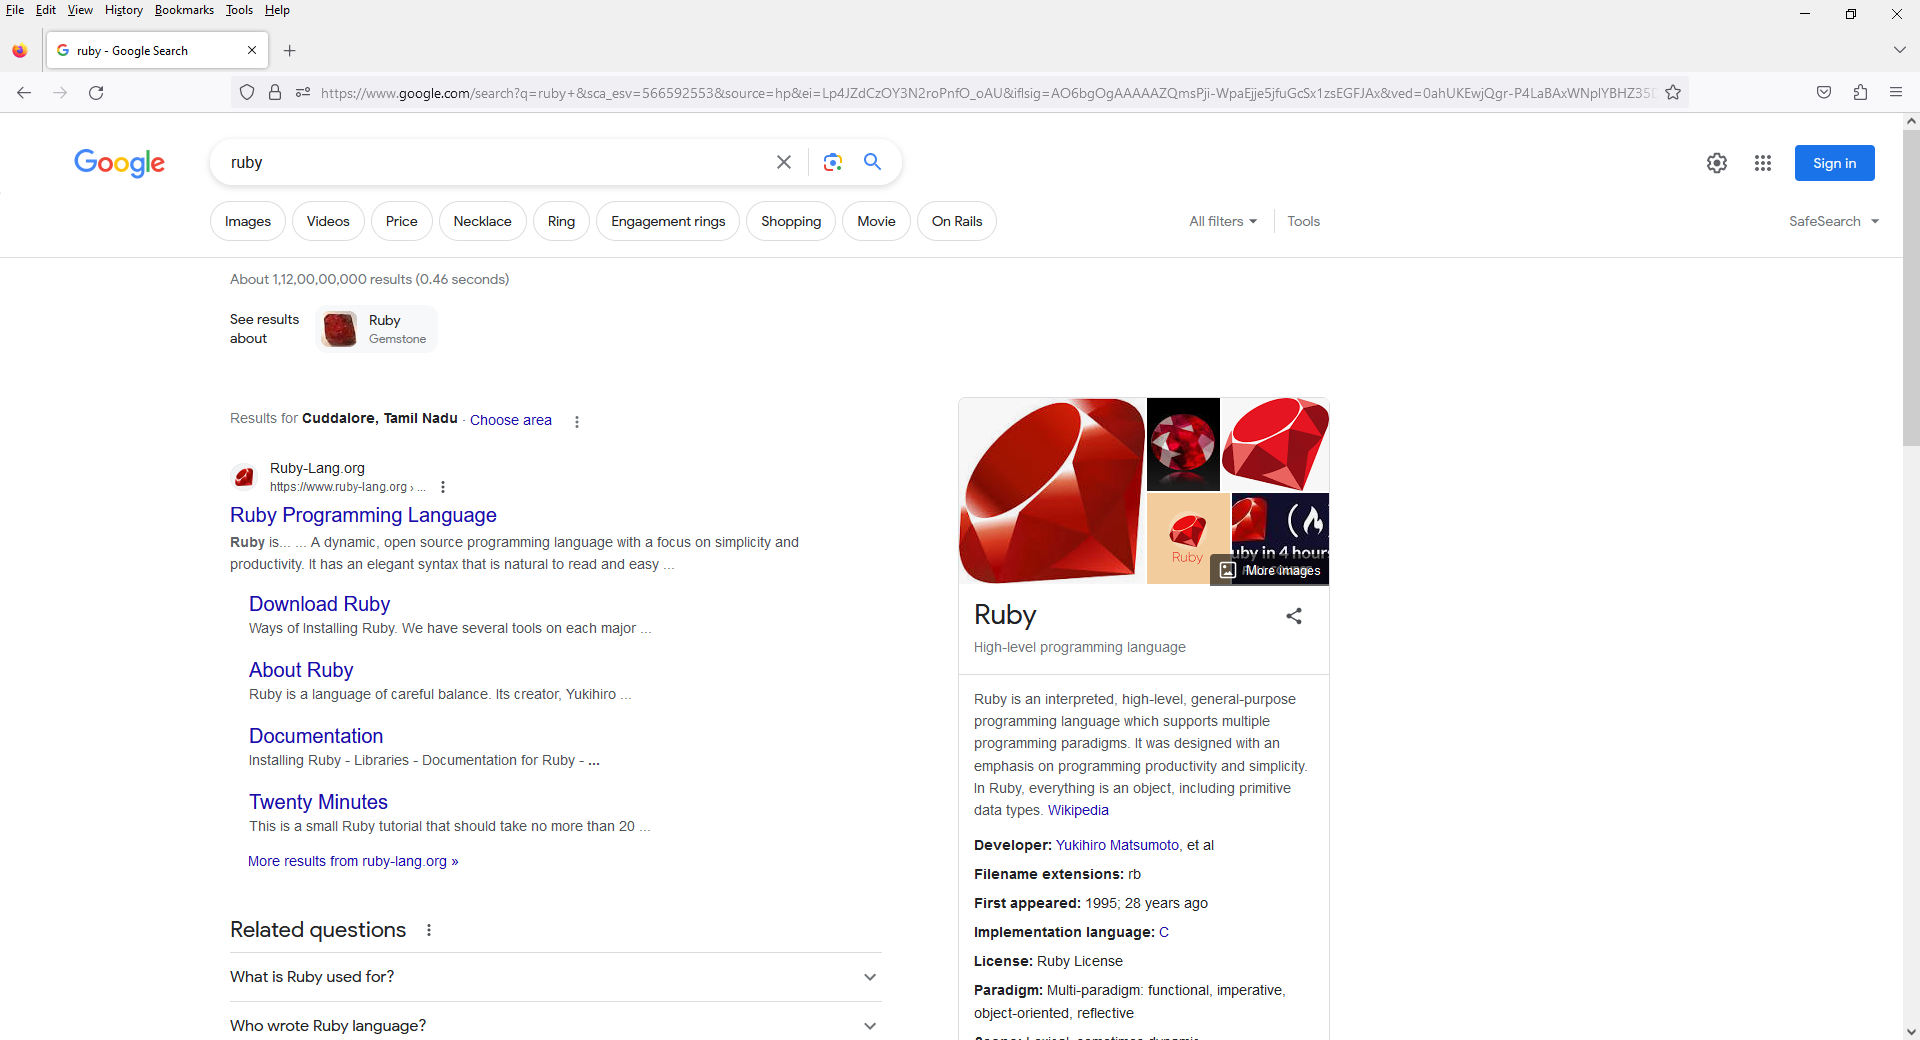 File Edit View History Bookmarks Tools Help
ruby - Google Search
https://www.google.com/search?q=ruby+&sca_esv=566592553&source=hp&ei=Lp4JZdCzOY3N2roPnfO_oAU&iflsig=AO6bgOgAAAAAZQmsPji-WpaEjje5jfuGcSx1zsEGFJAx&ved=0ahUKEwjQgr-P4LaBAxWNplYBHZ35D
Google
ruby
Sign in
Images Videos Price Necklace Ring Engagement rings Shopping Movie On Rails
All filters Tools
SafeSearch
About 1,12,00,00,000 results (0.46 seconds)
See results about
Ruby
Gemstone
Results for Cuddalore, Tamil Nadu · Choose area
Ruby-Lang.org
https://www.ruby-lang.org › ...
Ruby Programming Language
Ruby is... ... A dynamic, open source programming language with a focus on simplicity and
productivity. It has an elegant syntax that is natural to read and easy ...
Download Ruby
Ways of Installing Ruby. We have several tools on each major ...
About Ruby
Ruby is a language of careful balance. Its creator, Yukihiro ...
Documentation
Installing Ruby - Libraries - Documentation for Ruby - ...
Twenty Minutes
This is a small Ruby tutorial that should take no more than 20 ...
More results from ruby-lang.org »
Related questions
What is Ruby used for?
Who wrote Ruby language?
Ruby
uby in 4 hours
More images
Ruby
High-level programming language
Ruby is an interpreted, high-level, general-purpose
programming language which supports multiple
programming paradigms. It was designed with an
emphasis on programming productivity and simplicity.
In Ruby, everything is an object, including primitive
data types. Wikipedia
Developer: Yukihiro Matsumoto, et al
Filename extensions: rb
First appeared: 1995; 28 years ago
Implementation language: C
License: Ruby License
Paradigm: Multi-paradigm: functional, imperative,
object-oriented, reflective